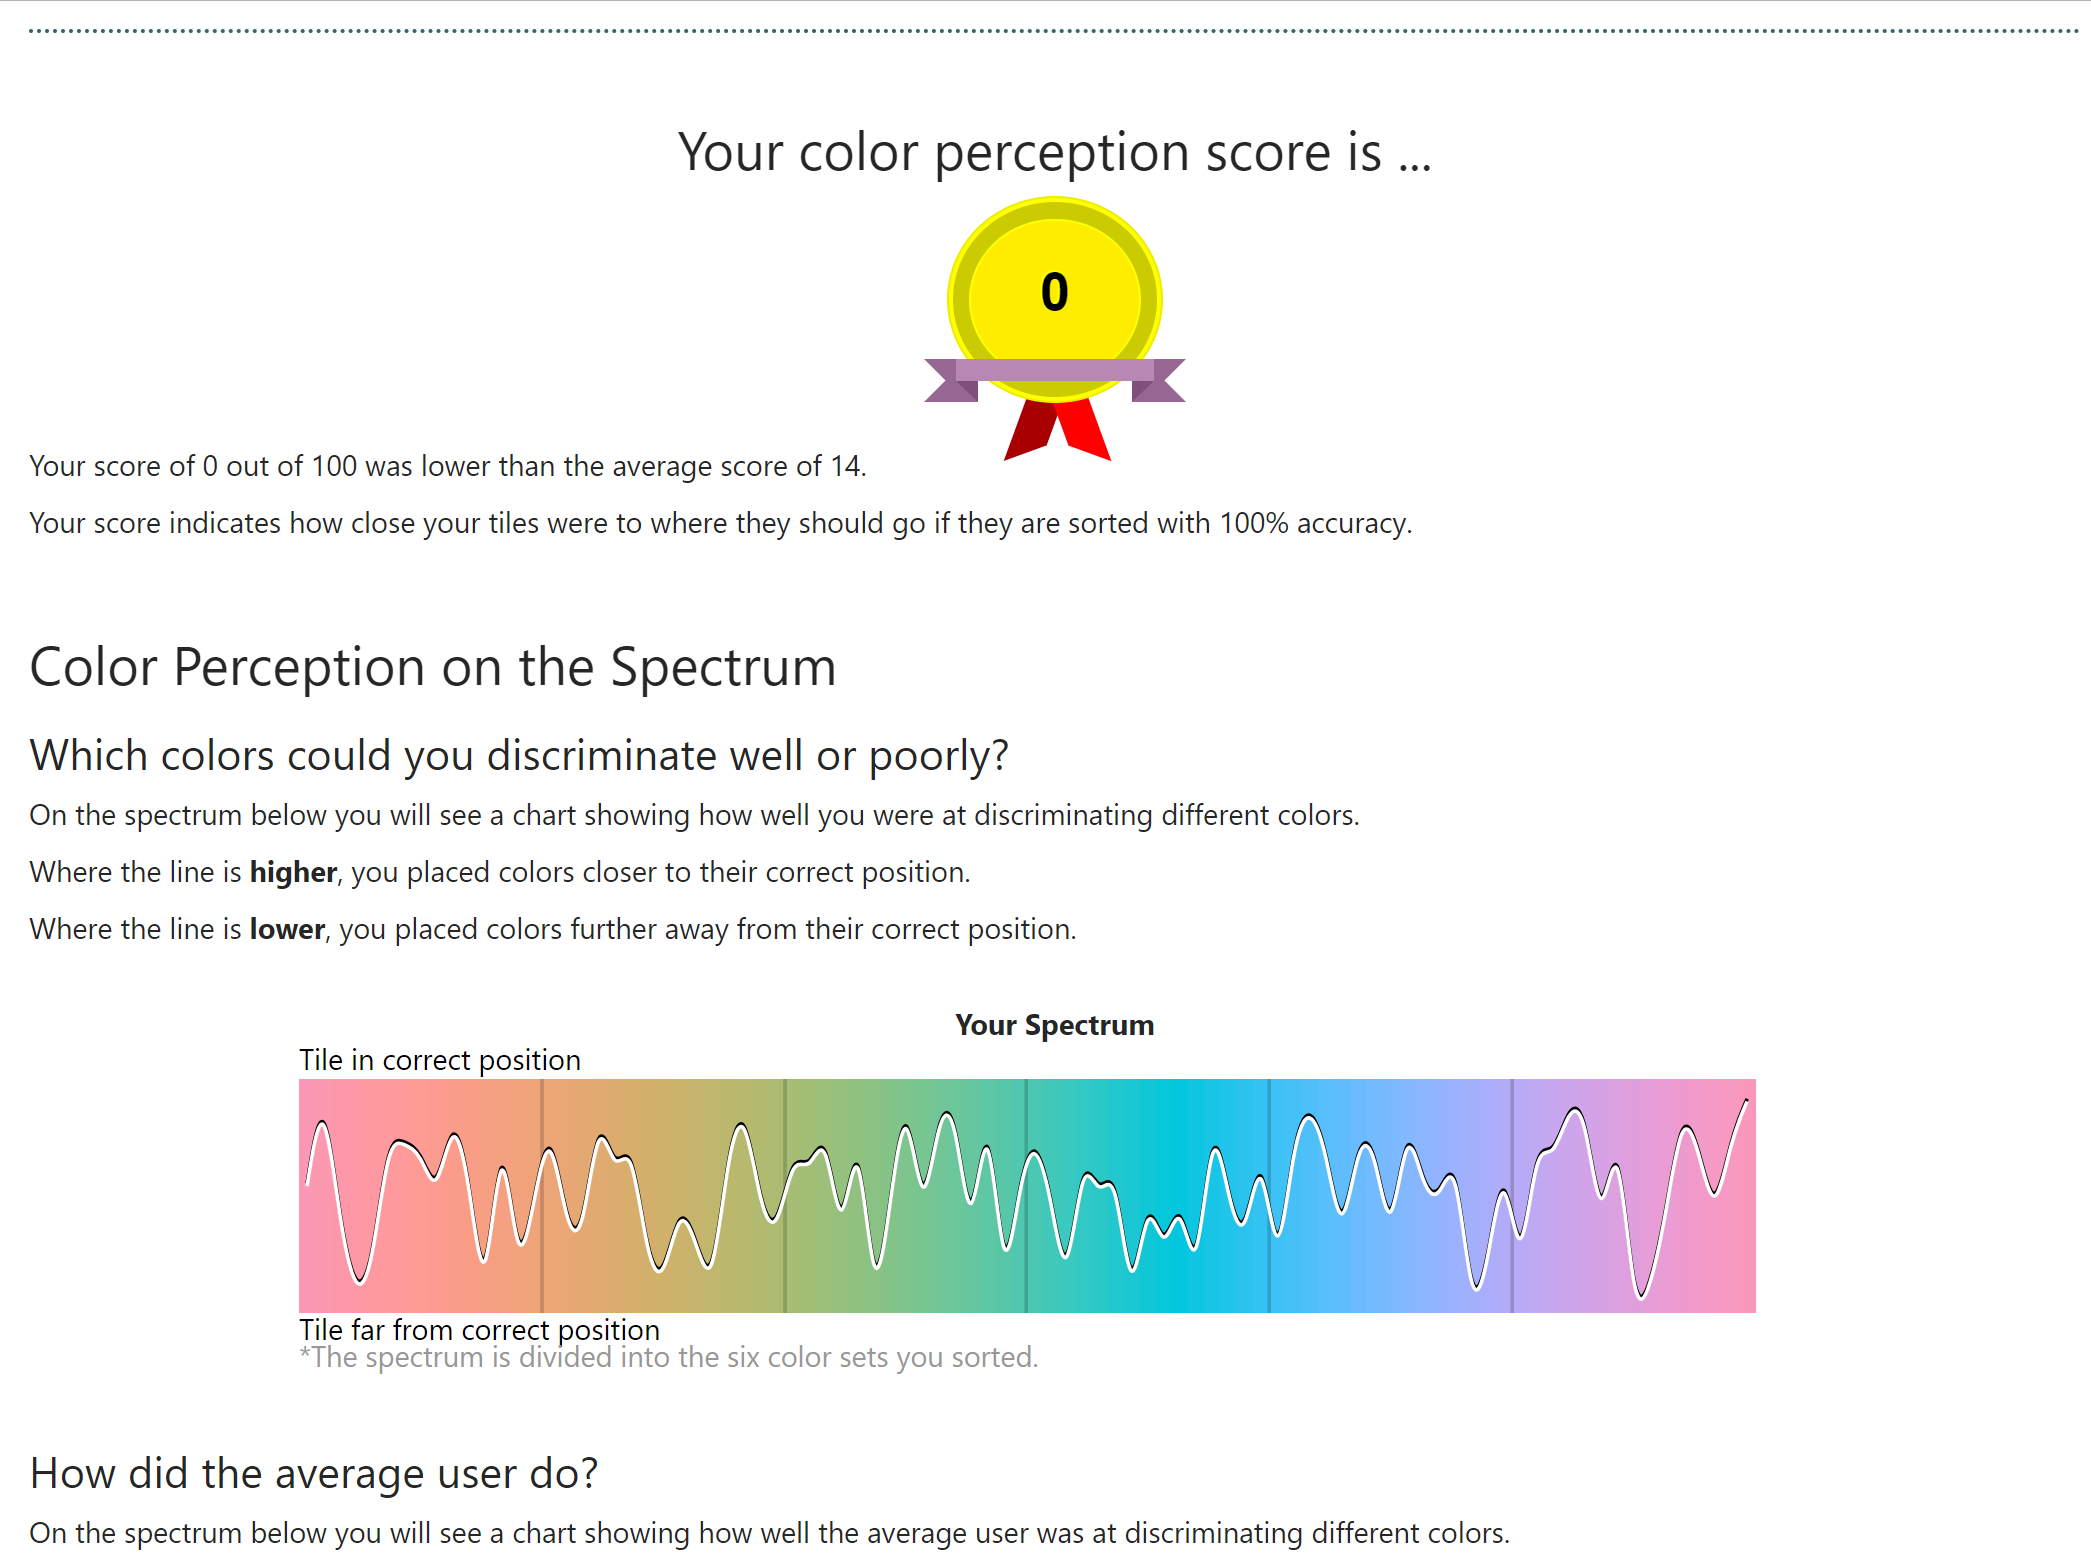 Your color perception score is ...
0
Your score of 0 out of 100 was lower than the average score of 14.
Your score indicates how close your tiles were to where they should go if they are sorted with 100% accuracy.
Color Perception on the Spectrum
Which colors could you discriminate well or poorly?
On the spectrum below you will see a chart showing how well you were at discriminating different colors.
Where the line is higher, you placed colors closer to their correct position.
Where the line is lower, you placed colors further away from their correct position.
Your Spectrum
Tile in correct position
Tile far from correct position
*The spectrum is divided into the six color sets you sorted.
How did the average user do?
On the spectrum below you will see a chart showing how well the average user was at discriminating different colors.